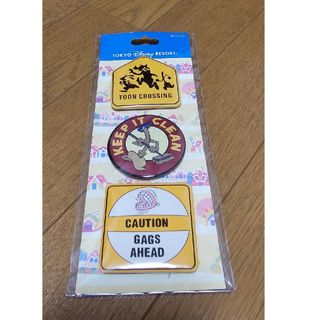 TOKYO Disney RESORT
TOON CROSSING
KEEP IT CLEAN
CAUTION
GAGS
AHEAD